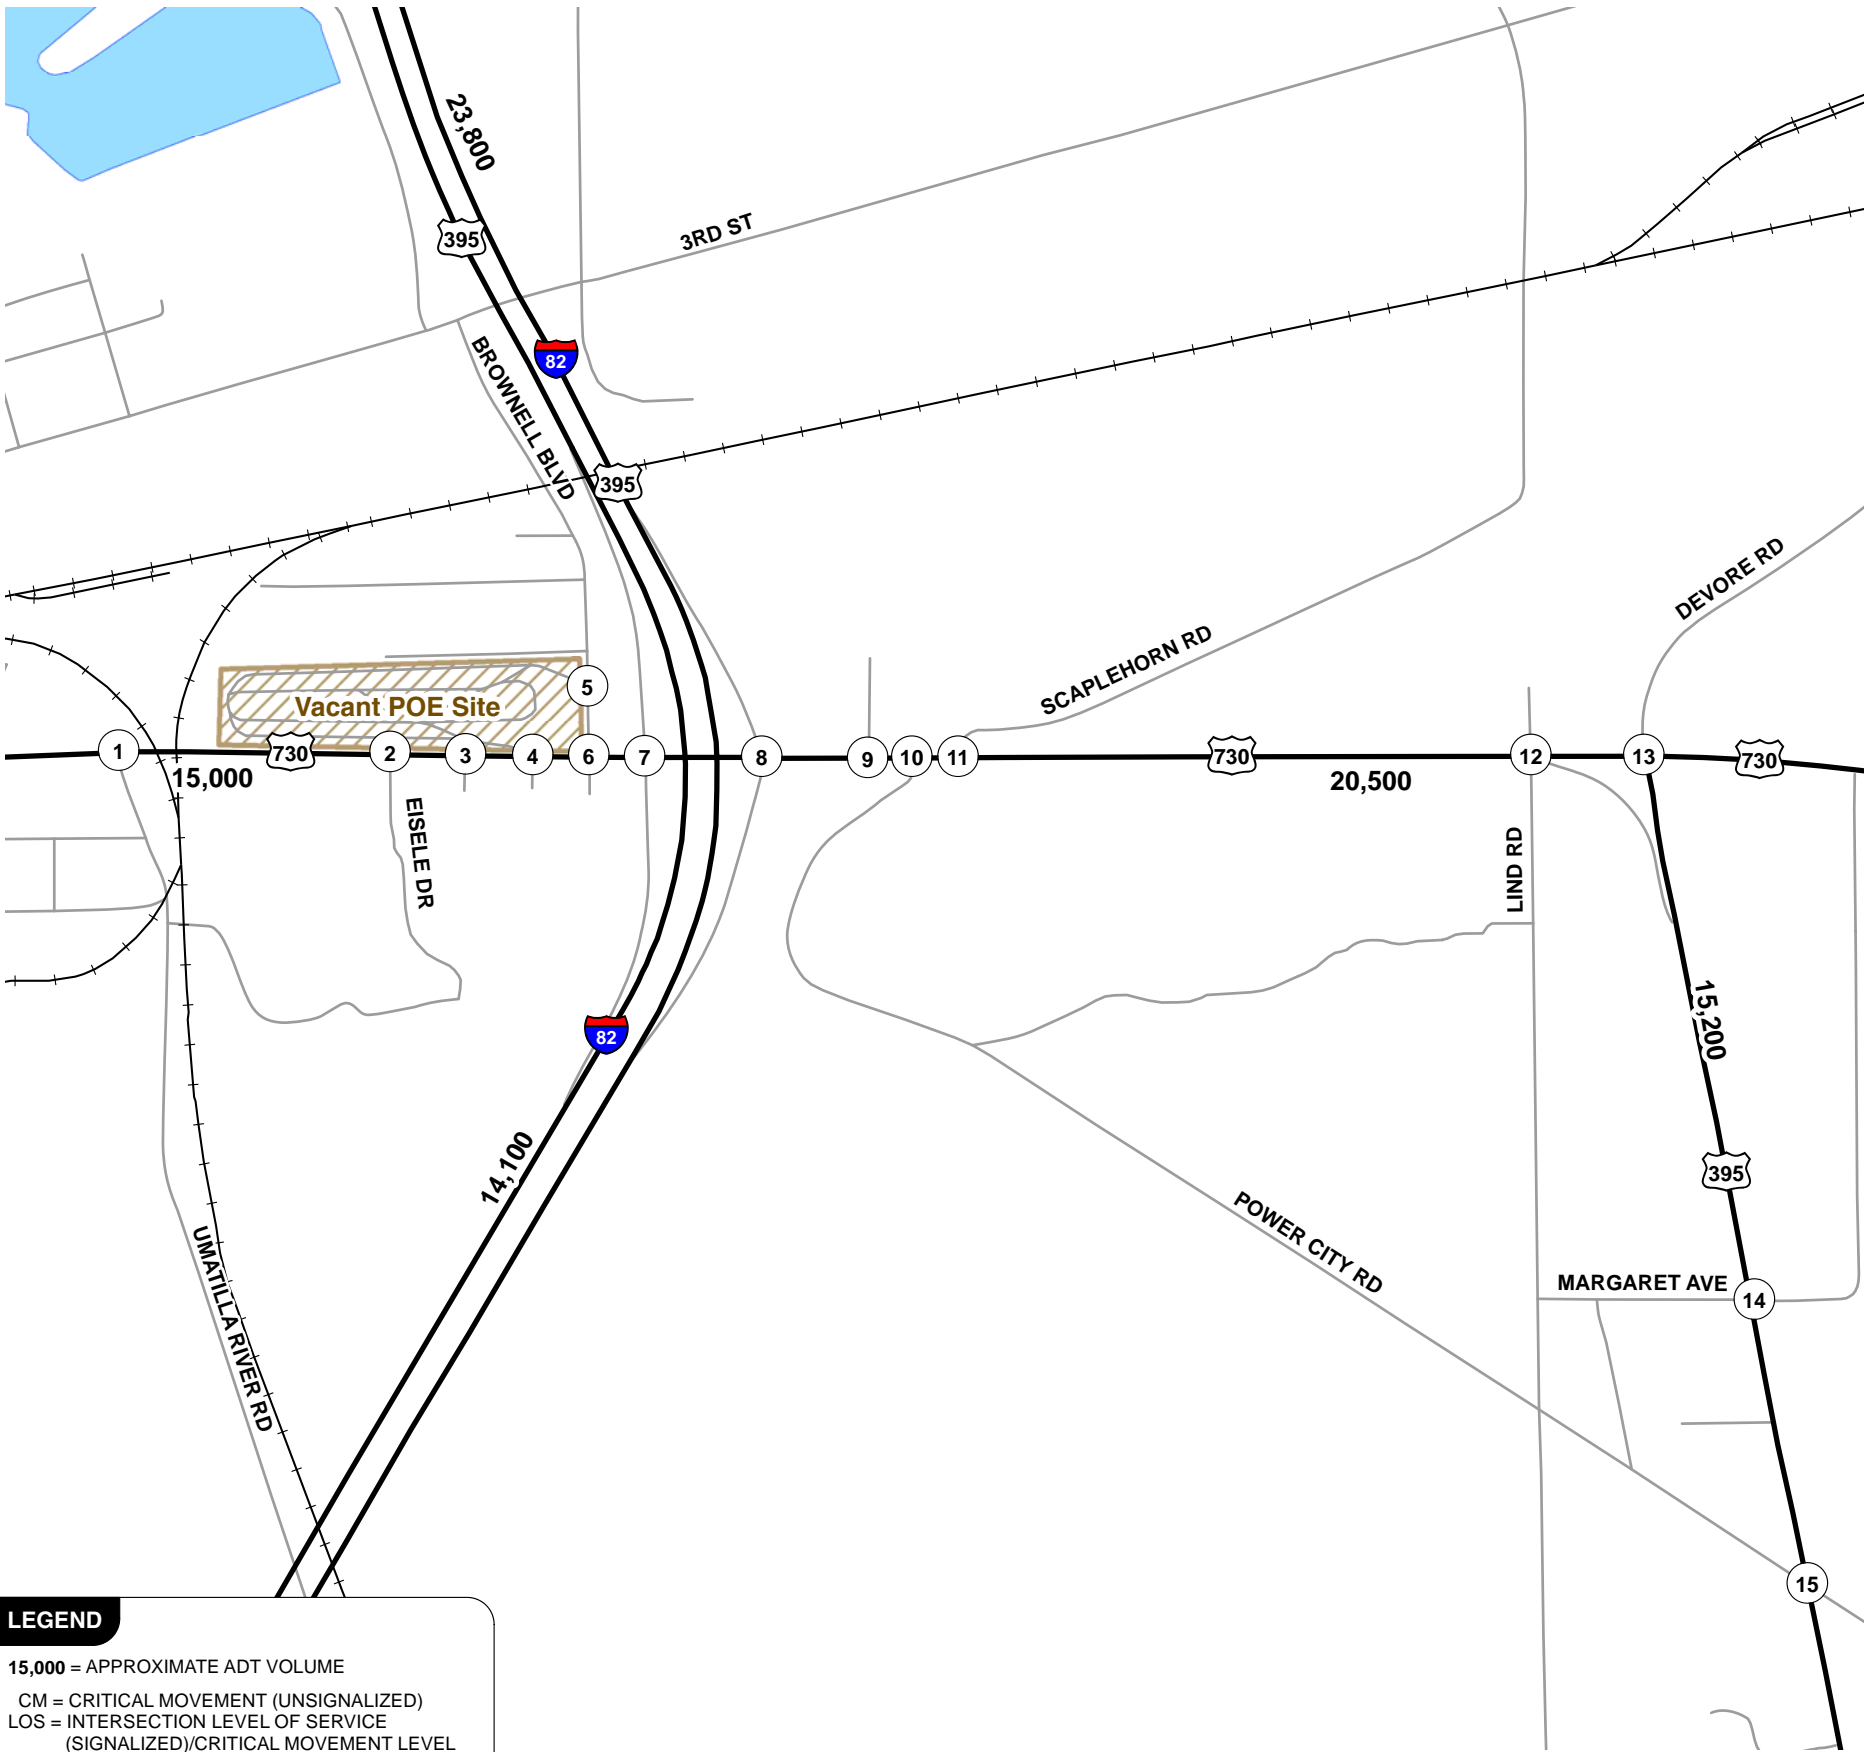 23,800
395
3RD ST
82
BROWNELL BLVD
395
DEVORE RD
SCAPLEHORN RD
5
Vacant POE Site
1
730
2
3
4
6
7
8
9
10
11
730
12
13
730
15,000
20,500
EISELE DR
LIND RD
15,200
82
14,100
395
POWER CITY RD
UMATILLA RIVER RD
MARGARET AVE
14
15
LEGEND
15,000 = APPROXIMATE ADT VOLUME
CM = CRITICAL MOVEMENT (UNSIGNALIZED)
LOS = INTERSECTION LEVEL OF SERVICE
(SIGNALIZED)/CRITICAL MOVEMENT LEVEL